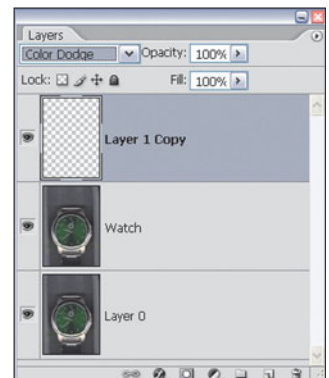 Layers
Color Dodge Opacity: 100%
Lock: Fill: 100%
Layer 1 Copy
Watch
Layer 0